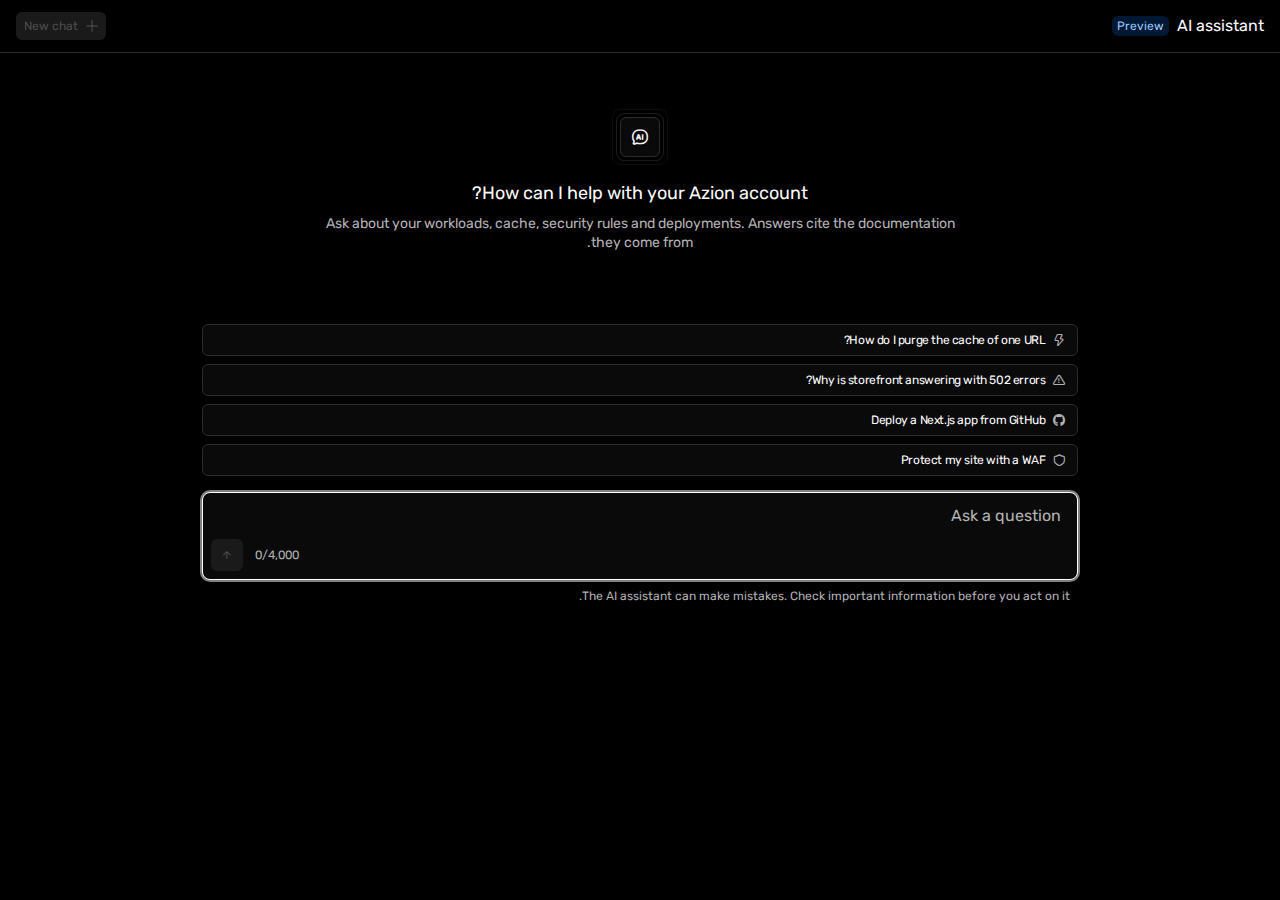 AI assistant
Preview
New chat
AI
How can I help with your Azion account?
Ask about your workloads, cache, security rules and deployments. Answers cite the documentation
they come from.
How do I purge the cache of one URL?
Why is storefront answering with 502 errors?
Deploy a Next.js app from GitHub
Protect my site with a WAF
Ask a question
0/4,000
The AI assistant can make mistakes. Check important information before you act on it.